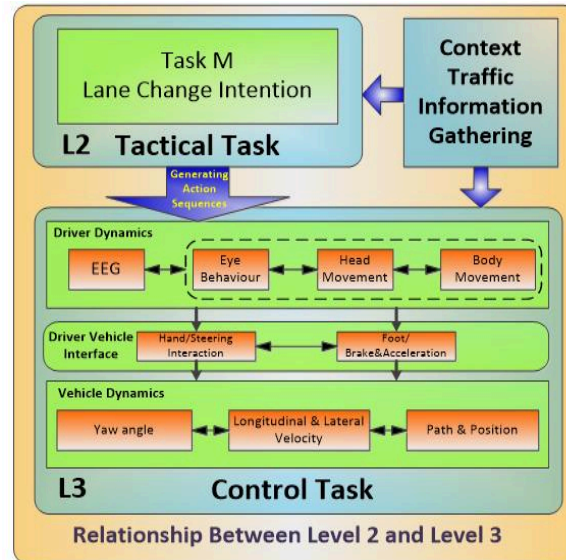 Task M
Lane Change Intention
L2 Tactical Task
Context
Traffic
Information
Gathering
Generating
Action
Sequences
Driver Dynamics
EEG
Eye
Behaviour
Head
Movement
Body
Movement
Driver Vehicle
Interface
Hand/Steering
Interaction
Foot/
Brake&Acceleration
Vehicle Dynamics
Yaw angle
Longitudinal & Lateral
Velocity
Path & Position
L3 Control Task
Relationship Between Level 2 and Level 3